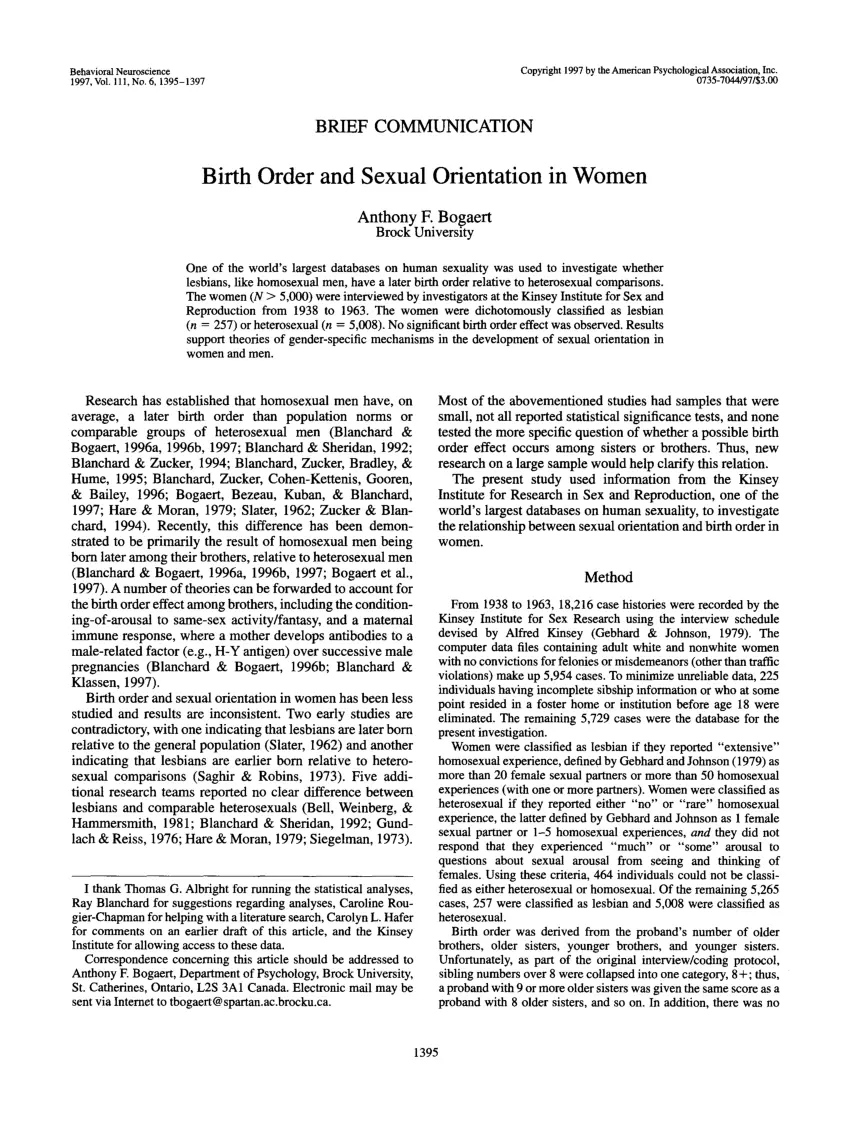 Behavioral Neuroscience
1997, Vol. 111, No. 6, 1395–1397
Copyright 1997 by the American Psychological Association, Inc.
0735-7044/97/$3.00
BRIEF COMMUNICATION
Birth Order and Sexual Orientation in Women
Anthony F. Bogaert
Brock University
One of the world's largest databases on human sexuality was used to investigate whether
lesbians, like homosexual men, have a later birth order relative to heterosexual comparisons.
The women (N > 5,000) were interviewed by investigators at the Kinsey Institute for Sex and
Reproduction from 1938 to 1963. The women were dichotomously classified as lesbian
(n = 257) or heterosexual (n = 5,008). No significant birth order effect was observed. Results
support theories of gender-specific mechanisms in the development of sexual orientation in
women and men.
Research has established that homosexual men have, on
average, a later birth order than population norms or
comparable groups of heterosexual men (Blanchard &
Bogaert, 1996a, 1996b, 1997; Blanchard & Sheridan, 1992;
Blanchard & Zucker, 1994; Blanchard, Zucker, Bradley, &
Hume, 1995; Blanchard, Zucker, Cohen-Kettenis, Gooren,
& Bailey, 1996; Bogaert, Bezeau, Kuban, & Blanchard,
1997; Hare & Moran, 1979; Slater, 1962; Zucker & Blan-
chard, 1994). Recently, this difference has been demon-
strated to be primarily the result of homosexual men being
born later among their brothers, relative to heterosexual men
(Blanchard & Bogaert, 1996a, 1996b, 1997; Bogaert et al.,
1997). A number of theories can be forwarded to account for
the birth order effect among brothers, including the condition-
ing-of-arousal to same-sex activity/fantasy, and a maternal
immune response, where a mother develops antibodies to a
male-related factor (e.g., H-Y antigen) over successive male
pregnancies (Blanchard & Bogaert, 1996b; Blanchard &
Klassen, 1997).
Birth order and sexual orientation in women has been less
studied and results are inconsistent. Two early studies are
contradictory, with one indicating that lesbians are later born
relative to the general population (Slater, 1962) and another
indicating that lesbians are earlier born relative to hetero-
sexual comparisons (Saghir & Robins, 1973). Five addi-
tional research teams reported no clear difference between
lesbians and comparable heterosexuals (Bell, Weinberg, &
Hammersmith, 1981; Blanchard & Sheridan, 1992; Gund-
lach & Reiss, 1976; Hare & Moran, 1979; Siegelman, 1973).
I thank Thomas G. Albright for running the statistical analyses,
Ray Blanchard for suggestions regarding analyses, Caroline Rou-
gier-Chapman for helping with a literature search, Carolyn L. Hafer
for comments on an earlier draft of this article, and the Kinsey
Institute for allowing access to these data.
Correspondence concerning this article should be addressed to
Anthony F. Bogaert, Department of Psychology, Brock University,
St. Catherines, Ontario, L2S 3A1 Canada. Electronic mail may be
sent via Internet to tbogaert@spartan.ac.brocku.ca.
Most of the abovementioned studies had samples that were
small, not all reported statistical significance tests, and none
tested the more specific question of whether a possible birth
order effect occurs among sisters or brothers. Thus, new
research on a large sample would help clarify this relation.
The present study used information from the Kinsey
Institute for Research in Sex and Reproduction, one of the
world's largest databases on human sexuality, to investigate
the relationship between sexual orientation and birth order in
women.
Method
From 1938 to 1963, 18,216 case histories were recorded by the
Kinsey Institute for Sex Research using the interview schedule
devised by Alfred Kinsey (Gebhard & Johnson, 1979). The
computer data files containing adult white and nonwhite women
with no convictions for felonies or misdemeanors (other than traffic
violations) make up 5,954 cases. To minimize unreliable data, 225
individuals having incomplete sibship information or who at some
point resided in a foster home or institution before age 18 were
eliminated. The remaining 5,729 cases were the database for the
present investigation.
Women were classified as lesbian if they reported "extensive"
homosexual experience, defined by Gebhard and Johnson (1979) as
more than 20 female sexual partners or more than 50 homosexual
experiences (with one or more partners). Women were classified as
heterosexual if they reported either "no" or "rare" homosexual
experience, the latter defined by Gebhard and Johnson as 1 female
sexual partner or 1–5 homosexual experiences, and they did not
respond that they experienced "much" or "some" arousal to
questions about sexual arousal from seeing and thinking of
females. Using these criteria, 464 individuals could not be classi-
fied as either heterosexual or homosexual. Of the remaining 5,265
cases, 257 were classified as lesbian and 5,008 were classified as
heterosexual.
Birth order was derived from the proband's number of older
brothers, older sisters, younger brothers, and younger sisters.
Unfortunately, as part of the original interview/coding protocol,
sibling numbers over 8 were collapsed into one category, 8+; thus,
a proband with 9 or more older sisters was given the same score as a
proband with 8 older sisters, and so on. In addition, there was no
1395